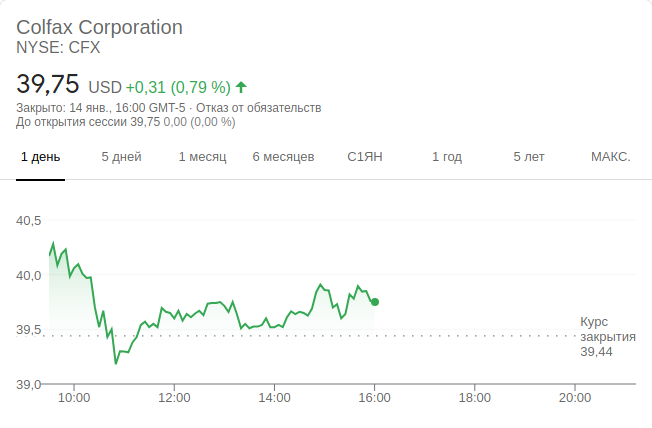 Colfax Corporation
NYSE: CFX
39,75 USD +0,31 (0,79 %)
Закрыто: 14 янв., 16:00 GMT-5 · Отказ от обязательств
До открытия сессии 39,75 0,00 (0,00 %)
1 день 5 дней 1 месяц 6 месяцев С1ЯН 1 год 5 лет МАКС.
40,5
40,0
39,5
39,0
Курс
закрытия
39,44
10:00 12:00 14:00 16:00 18:00 20:00